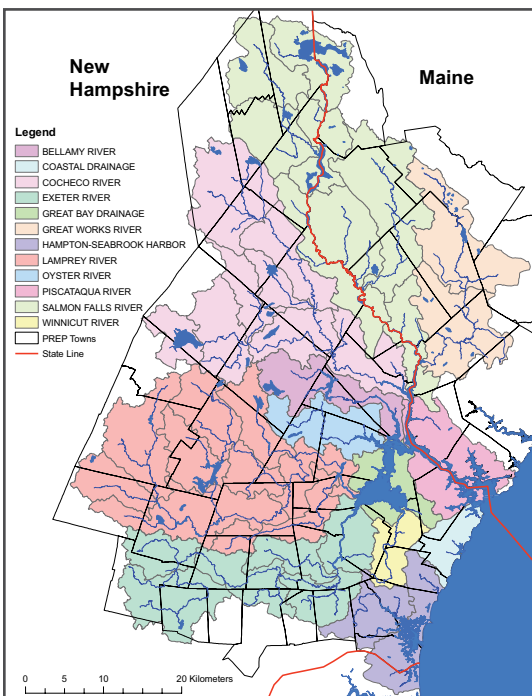 New
Hampshire
Maine
Legend
BELLAMY RIVER
COASTAL DRAINAGE
COCHECO RIVER
EXETER RIVER
GREAT BAY DRAINAGE
GREAT WORKS RIVER
HAMPTON-SEABROOK HARBOR
LAMPREY RIVER
OYSTER RIVER
PISCATAQUA RIVER
SALMON FALLS RIVER
WINNICUT RIVER
PREP Towns
State Line
0 5 10 20 Kilometers